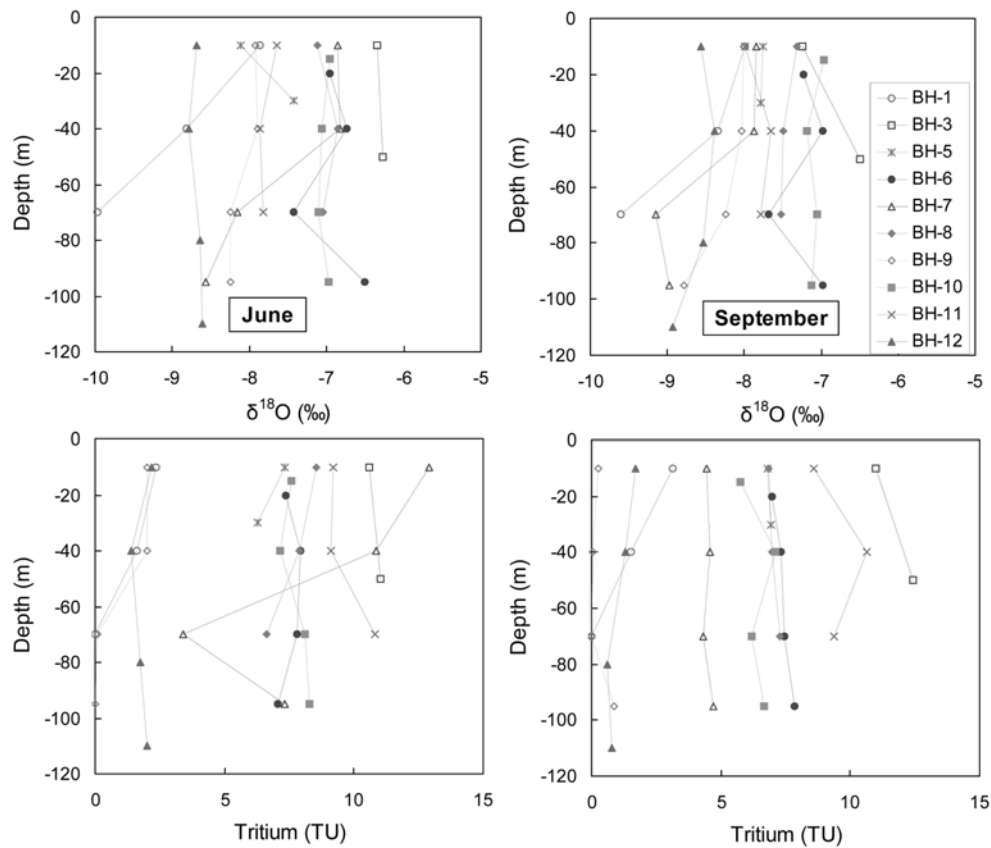 0
-20
-40
-60
-80
-100
-120
Depth (m)
-10
-9
-8
-7
-6
-5
δ¹⁸O (‰)
June
0
-20
-40
-60
-80
-100
-120
Depth (m)
-10
-9
-8
-7
-6
-5
δ¹⁸O (‰)
September
BH-1
BH-3
BH-5
BH-6
BH-7
BH-8
BH-9
BH-10
BH-11
BH-12
0
-20
-40
-60
-80
-100
-120
Depth (m)
0
5
10
15
Tritium (TU)
0
-20
-40
-60
-80
-100
-120
Depth (m)
0
5
10
15
Tritium (TU)